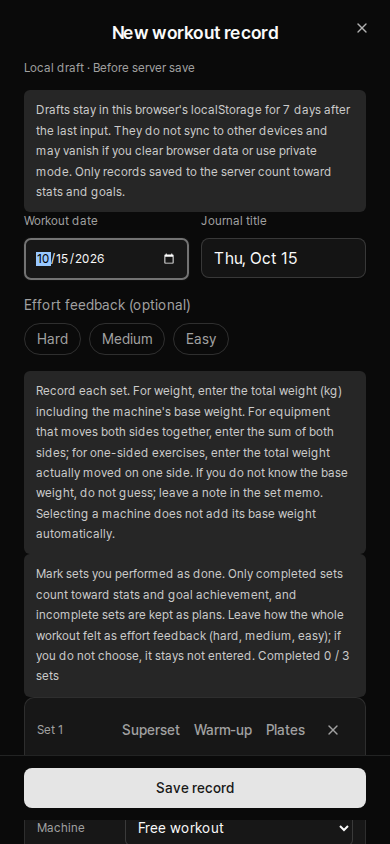 New workout record
Local draft · Before server save
Drafts stay in this browser's localStorage for 7 days after
the last input. They do not sync to other devices and
may vanish if you clear browser data or use private
mode. Only records saved to the server count toward
stats and goals.
Workout date
Journal title
10/15/2026
Thu, Oct 15
Effort feedback (optional)
Hard
Medium
Easy
Record each set. For weight, enter the total weight (kg)
including the machine's base weight. For equipment
that moves both sides together, enter the sum of both
sides; for one-sided exercises, enter the total weight
actually moved on one side. If you do not know the base
weight, do not guess; leave a note in the set memo.
Selecting a machine does not add its base weight
automatically.
Mark sets you performed as done. Only completed sets
count toward stats and goal achievement, and
incomplete sets are kept as plans. Leave how the whole
workout felt as effort feedback (hard, medium, easy); if
you do not choose, it stays not entered. Completed 0 / 3
sets
Set 1
Superset
Warm-up
Plates
Save record
Machine
Free workout